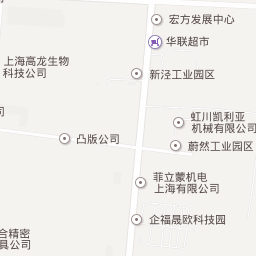 宏方发展中心
华联超市
上海高龙生物
科技公司
新泾工业园区
虹川凯利亚
机械有限公司
凸版公司
蔚然工业园区
菲立蒙机电
上海有限公司
企福晟欧科技园
合精密
具公司